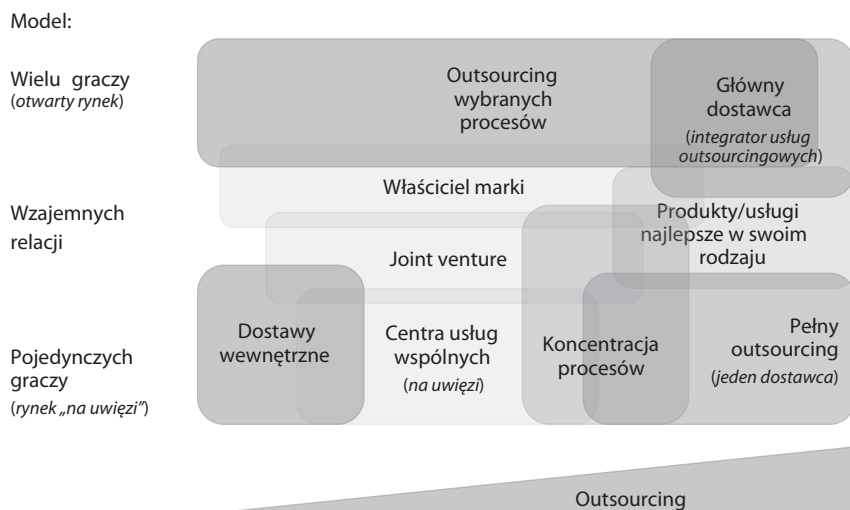 Model:
Wielu graczy
(otwarty rynek)
Outsourcing
wybranych
procesów
Główny
dostawca
(integrator usług
outsourcingowych)
Właściciel marki
Wzajemnych
relacji
Produkty/usługi
najlepsze w swoim
rodzaju
Joint venture
Dostawy
wewnętrzne
Centra usług
wspólnych
(na uwięzi)
Koncentracja
procesów
Pełny
outsourcing
(jeden dostawca)
Pojedynczych
graczy
(rynek „na uwięzi”)
Outsourcing